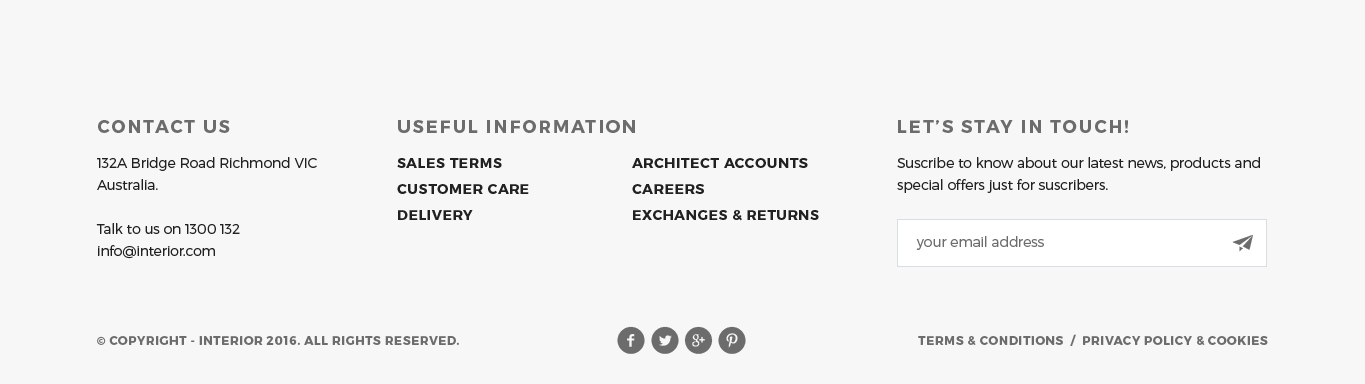 CONTACT US
132A Bridge Road Richmond VIC
Australia.
Talk to us on 1300 132
info@interior.com
USEFUL INFORMATION
SALES TERMS
CUSTOMER CARE
DELIVERY
ARCHITECT ACCOUNTS
CAREERS
EXCHANGES & RETURNS
LET'S STAY IN TOUCH!
Suscribe to know about our latest news, products and
special offers just for suscribers.
your email address
© COPYRIGHT - INTERIOR 2016. ALL RIGHTS RESERVED.
TERMS & CONDITIONS / PRIVACY POLICY & COOKIES